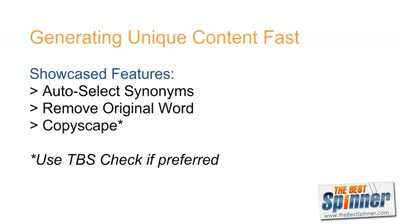 Generating Unique Content Fast
Showcased Features:
> Auto-Select Synonyms
> Remove Original Word
> Copyscape*
*Use TBS Check if preferred
THE BEST
Spinner
www.theBestSpinner.com